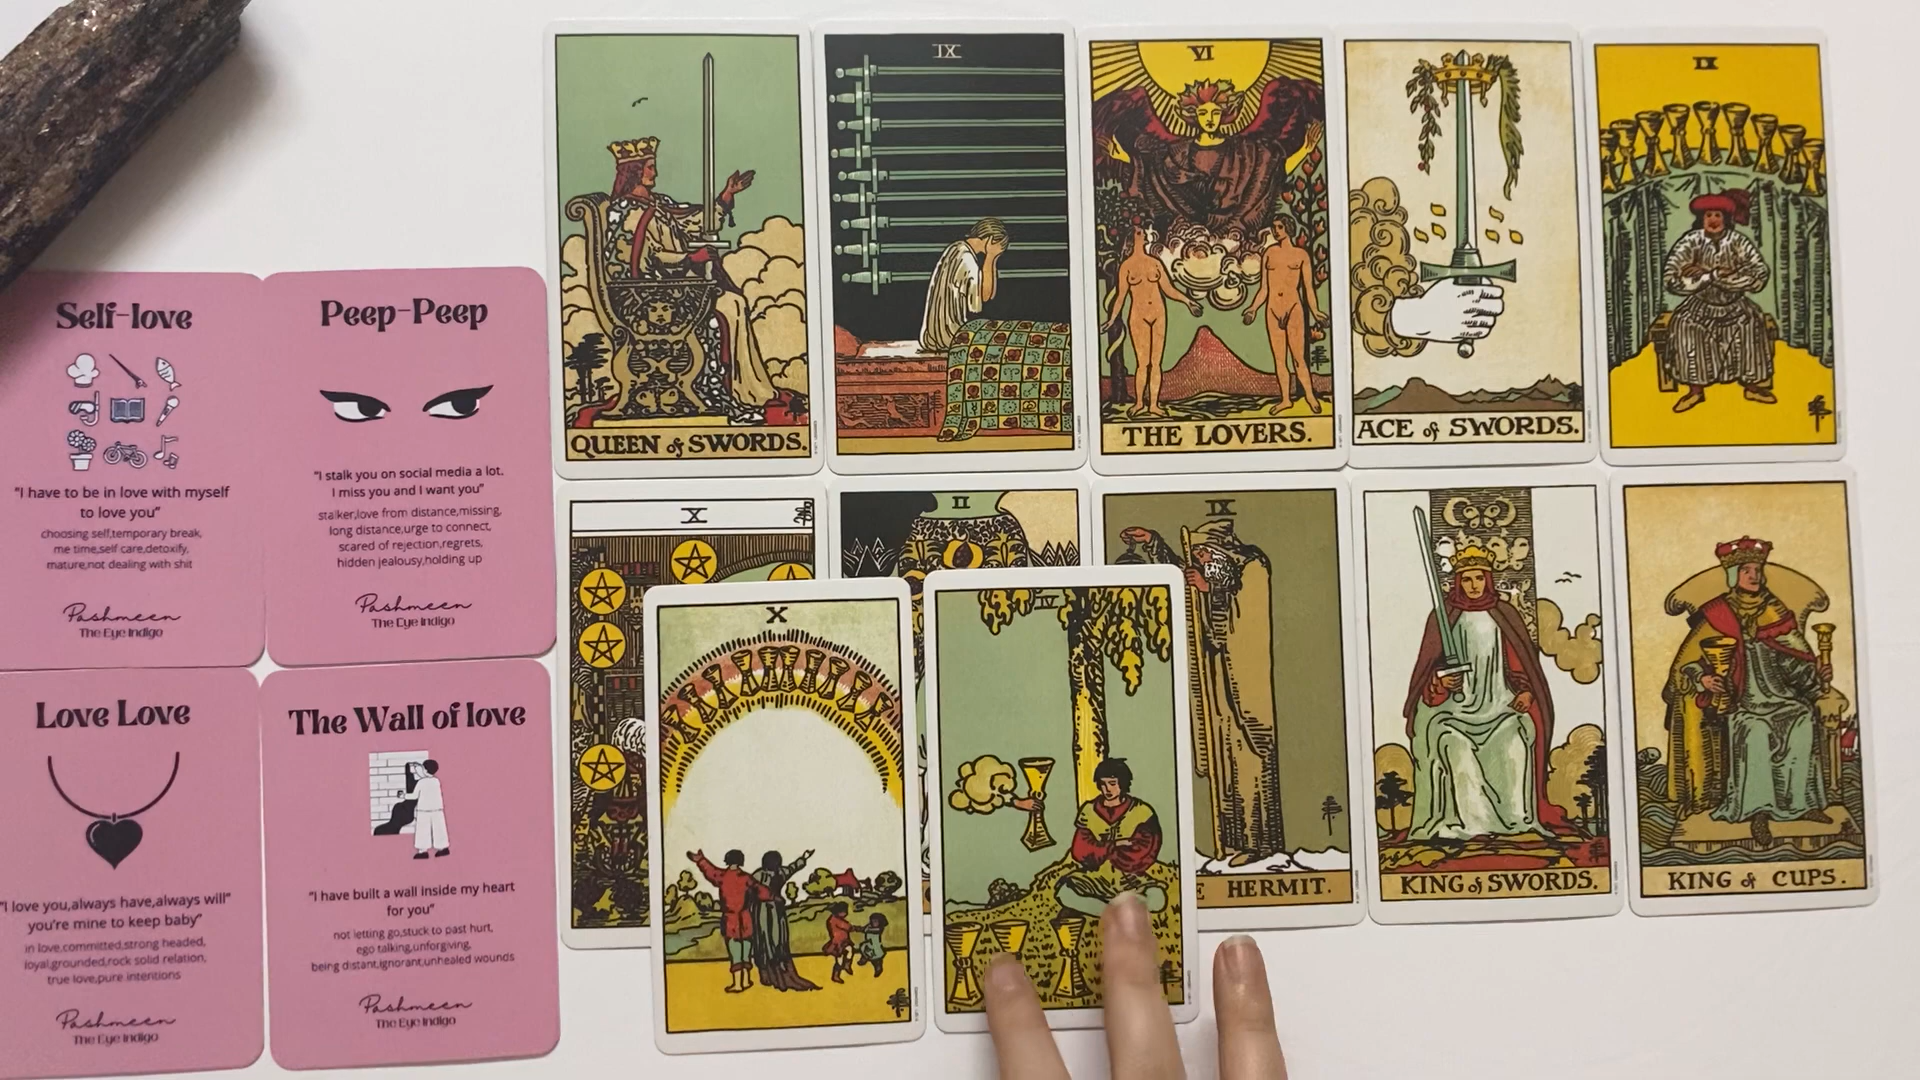 Self-love
"I have to be in love with myself
to love you"
choosing self,temporary break,
me time,self care,detoxify,
mature,not dealing with shit
Pashmeen
The Eye Indigo
Peep-Peep
"I stalk you on social media a lot.
I miss you and I want you"
stalker,love from distance,missing,
long distance,urge to connect,
scared of rejection,regrets,
hidden jealousy,holding up
Pashmeen
The Eye Indigo
Love Love
"I love you,always have,always will"
you're mine to keep baby"
in love,committed,strong headed,
loyal,grounded,rock solid relation,
true love,pure intentions
Pashmeen
The Eye Indigo
The Wall of love
"I have built a wall inside my heart
for you"
not letting go,stuck to past hurt,
ego talking,unforgiving,
being distant,ignorant,unhealed wounds
Pashmeen
The Eye Indigo
QUEEN of SWORDS.
IX
VI
THE LOVERS.
ACE of SWORDS.
IX
X
II
IX
E HERMIT.
KING of SWORDS.
KING of CUPS.
X
IV